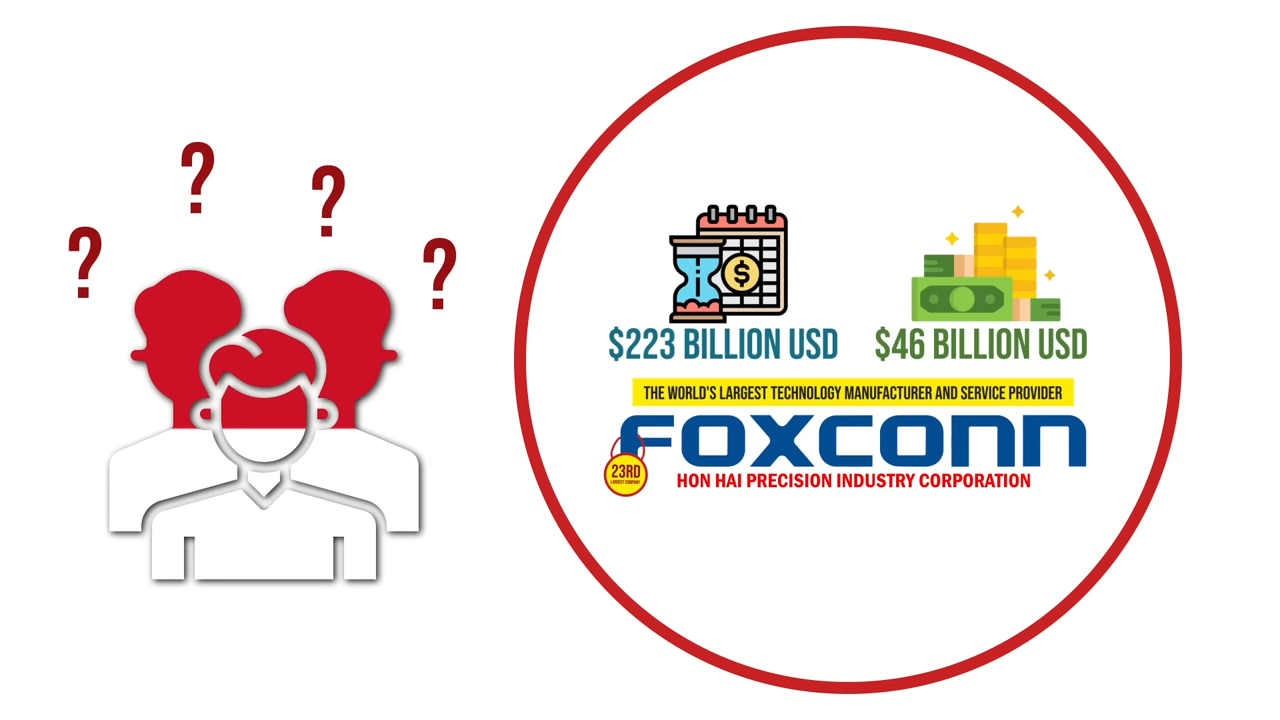 ? ? ? ?
$223 BILLION USD
$46 BILLION USD
THE WORLD'S LARGEST TECHNOLOGY MANUFACTURER AND SERVICE PROVIDER
FOXCONN
23RD
LARGEST COMPANY
HON HAI PRECISION INDUSTRY CORPORATION